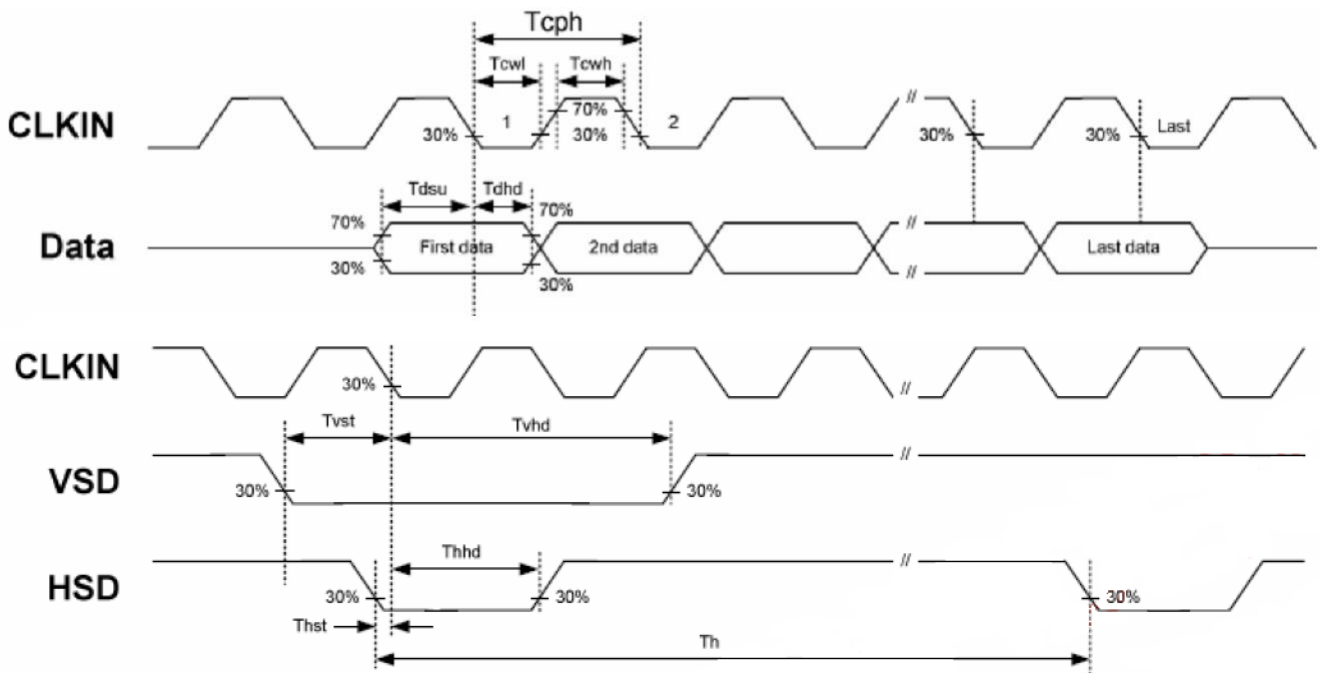 Tcph
Tcwl Tcwh
CLKIN 30% 1 70% 30% 2 // 30% 30% Last
Tdsu Tdhd
70% 70%
Data First data 2nd data // // Last data
30% 30%
CLKIN 30% //
Tvst Tvhd
VSD 30% 30% //
Thhd
HSD 30% 30% // 30%
Thst
Th